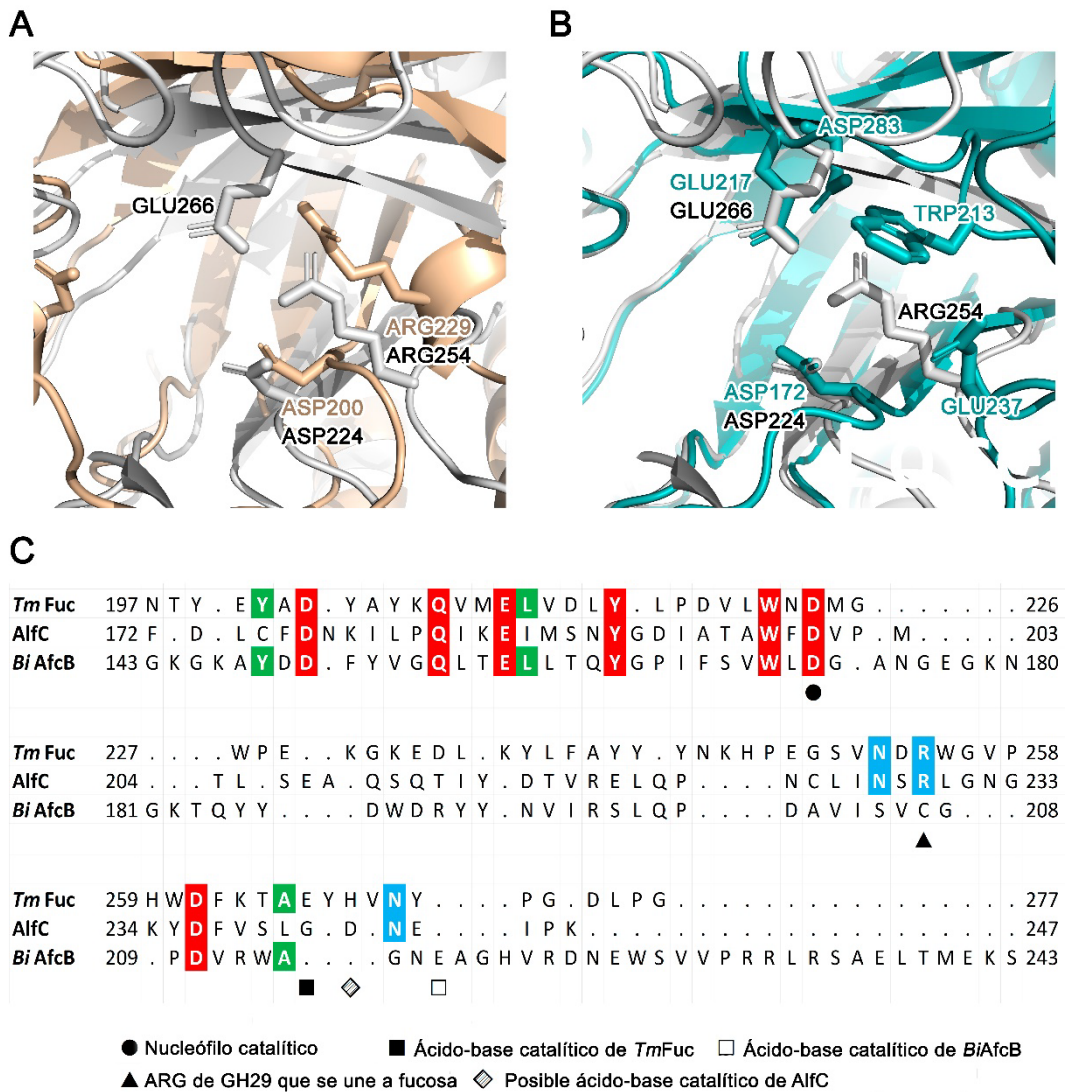 A
B
GLU266
ARG229
ARG254
ASP200
ASP224
ASP283
GLU217
GLU266
TRP213
ARG254
ASP172
ASP224
GLU237
C
Tm Fuc 197 N T Y . E Y A D . Y A Y K Q V M E L V D L Y . L P D V L W N D M G . . . . . . . 226
AlfC 172 F . D . L C F D N K I L P Q I K E I M S N Y G D I A T A W F D V P . M . . . . . 203
Bi AfcB 143 G K G K A Y D D . F Y V G Q L T E L L T Q Y G P I F S V W L D G . A N G E G K N 180
●
Tm Fuc 227 . . . . W P E . . K G K E D L . K Y L F A Y Y . Y N K H P E G S V N D R W G V P 258
AlfC 204 . . . T L . S E A . Q S Q T I Y . D T V R E L Q P . . . . N C L I N S R L G N G 233
Bi AfcB 181 G K T Q Y Y . . . . D W D R Y Y . N V I R S L Q P . . . . D A V I S V C G . . . 208
▲
Tm Fuc 259 H W D F K T A E Y H V N Y . . . . P G . D L P G . . . . . . . . . . . . . . . . 277
AlfC 234 K Y D F V S L G . D . N E . . . . I P K . . . . . . . . . . . . . . . . . . . . 247
Bi AfcB 209 . P D V R W A . . . . G N E A G H V R D N E W S V V P R R L R S A E L T M E K S 243
■ ◈ □
● Nucleófilo catalítico ■ Ácido-base catalítico de TmFuc □ Ácido-base catalítico de BiAfcB
▲ ARG de GH29 que se une a fucosa ◈ Posible ácido-base catalítico de AlfC